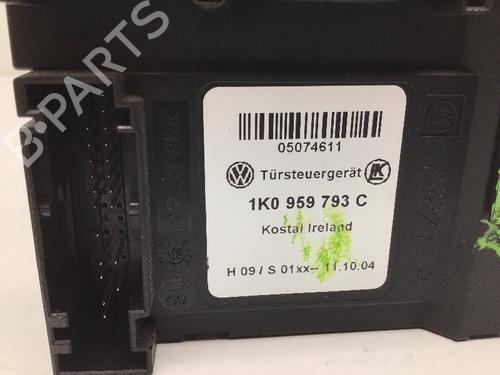 B-PARTS
05074611
Türsteuergerät
1K0 959 793 C
Kostal Ireland
H 09 / S 01xx-- 11.10.04